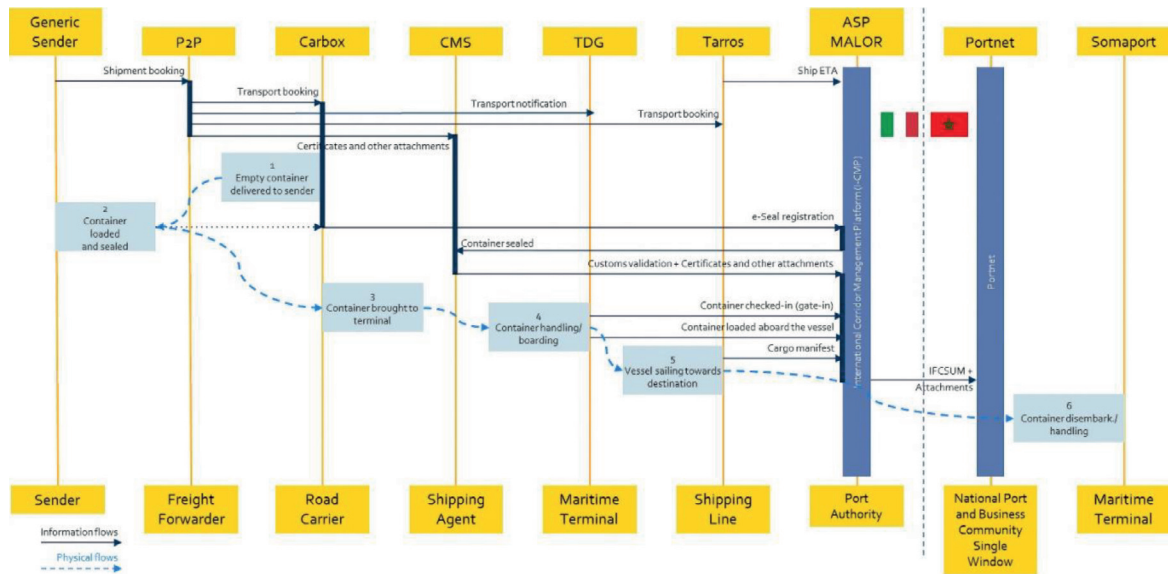 Generic
Sender
P2P
Carbox
CMS
TDG
Tarros
ASP
MALOR
Portnet
Somaport
Shipment booking
Ship ETA
Transport booking
Transport notification
Transport booking
Certificates and other attachments
1
Empty container
delivered to sender
2
Container
loaded
and sealed
e-Seal registration
Container sealed
Customs validation + Certificates and other attachments
International Corridor Management Platform (I-CMP)
Portnet
3
Container brought to
terminal
Container checked-in (gate-in)
4
Container handling/
boarding
Container loaded aboard the vessel
Cargo manifest
5
Vessel sailing towards
destination
IFCSUM +
Attachments
6
Container disembark./
handling
Sender
Freight
Forwarder
Road
Carrier
Shipping
Agent
Maritime
Terminal
Shipping
Line
Port
Authority
National Port
and Business
Community
Single
Window
Maritime
Terminal
Information flows
Physical flows